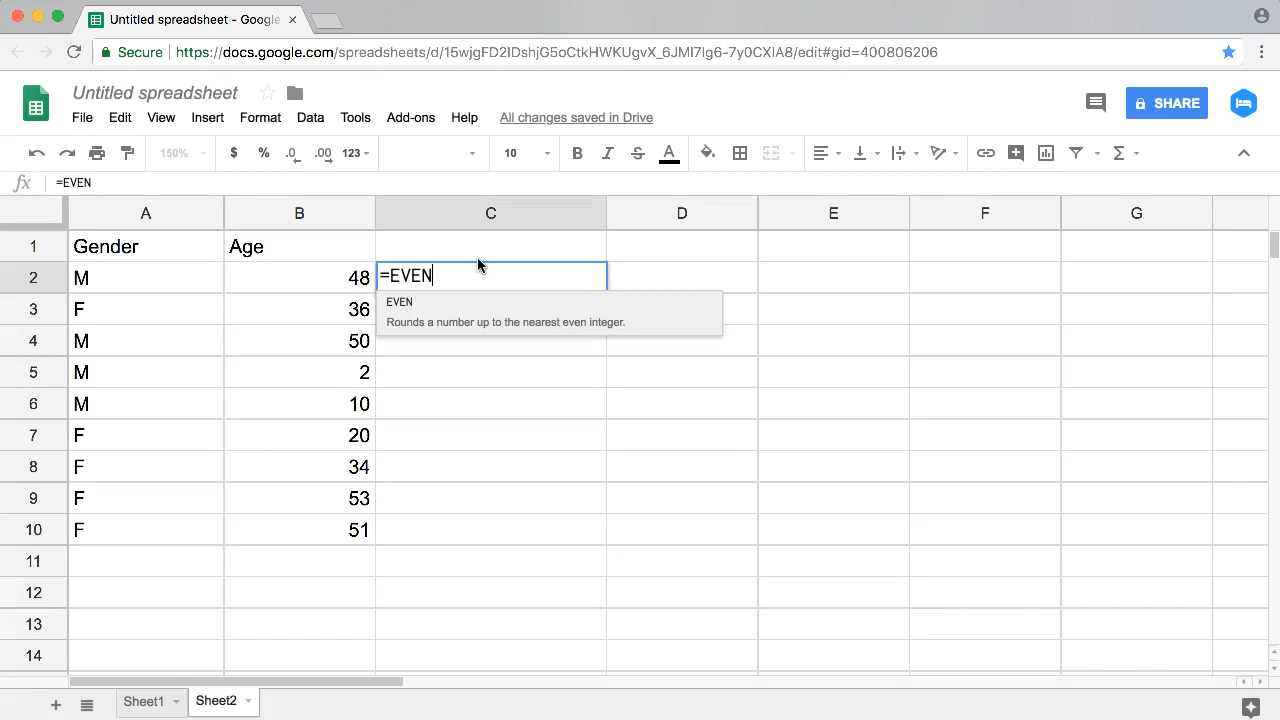 Untitled spreadsheet - Google
Secure https://docs.google.com/spreadsheets/d/15wjgFD2IDshjG5oCtkHWKUgvX_6JMI7Ig6-7y0CXIA8/edit#gid=400806206
Untitled spreadsheet
File Edit View Insert Format Data Tools Add-ons Help All changes saved in Drive
SHARE
150% $ % .0 .00 123 10 B I S A Σ
fx =EVEN
A B C D E F G
1 Gender Age
2 M 48 =EVEN
EVEN
3 F 36
Rounds a number up to the nearest even integer.
4 M 50
5 M 2
6 M 10
7 F 20
8 F 34
9 F 53
10 F 51
11
12
13
14
Sheet1 Sheet2